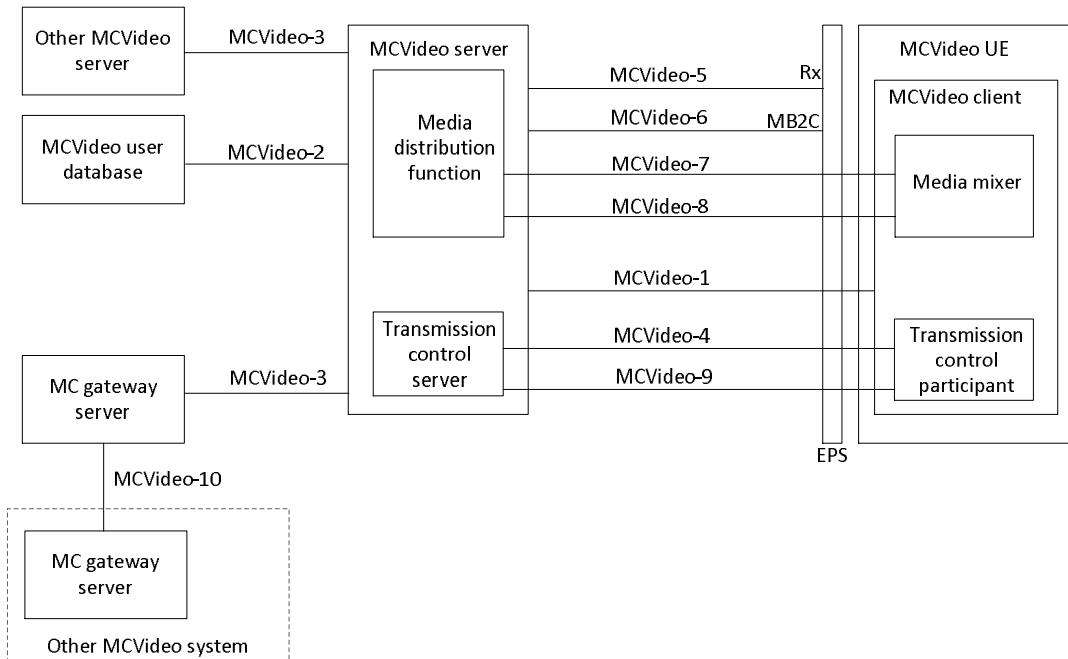 Other MCVideo
server
MCVideo-3
MCVideo server
MCVideo UE
MCVideo client
MCVideo user
database
MCVideo-2
Media
distribution
function
MCVideo-5
Rx
MCVideo-6
MB2C
MCVideo-7
MCVideo-8
Media mixer
MCVideo-1
Transmission
control
server
MCVideo-4
MCVideo-9
Transmission
control
participant
MC gateway
server
MCVideo-3
EPS
MCVideo-10
MC gateway
server
Other MCVideo system